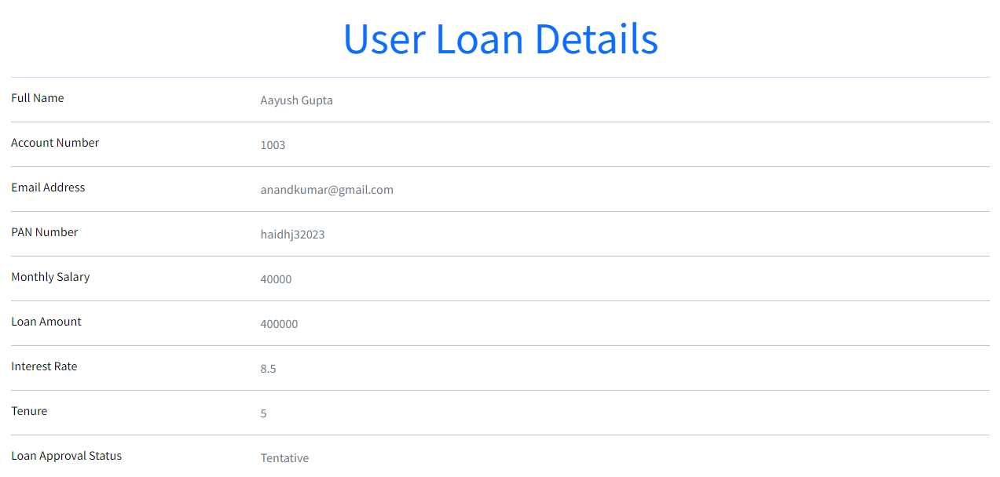 User Loan Details
Full Name Aayush Gupta
Account Number 1003
Email Address anandkumar@gmail.com
PAN Number haidhj32023
Monthly Salary 40000
Loan Amount 400000
Interest Rate 8.5
Tenure 5
Loan Approval Status Tentative